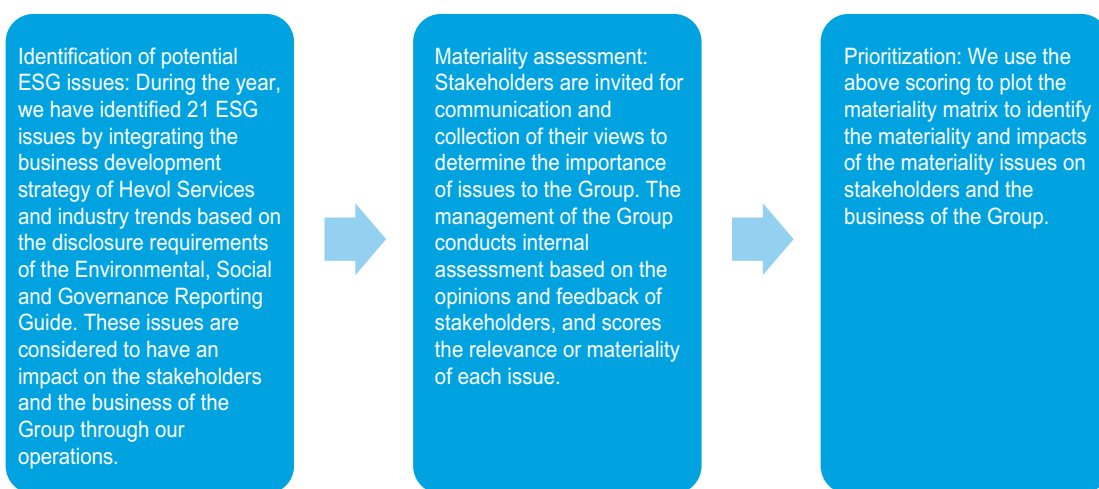 Identification of potential
ESG issues: During the year,
we have identified 21 ESG
issues by integrating the
business development
strategy of Hevol Services
and industry trends based on
the disclosure requirements
of the Environmental, Social
and Governance Reporting
Guide. These issues are
considered to have an
impact on the stakeholders
and the business of the
Group through our
operations.
Materiality assessment:
Stakeholders are invited for
communication and
collection of their views to
determine the importance
of issues to the Group. The
management of the Group
conducts internal
assessment based on the
opinions and feedback of
stakeholders, and scores
the relevance or materiality
of each issue.
Prioritization: We use the
above scoring to plot the
materiality matrix to identify
the materiality and impacts
of the materiality issues on
stakeholders and the
business of the Group.